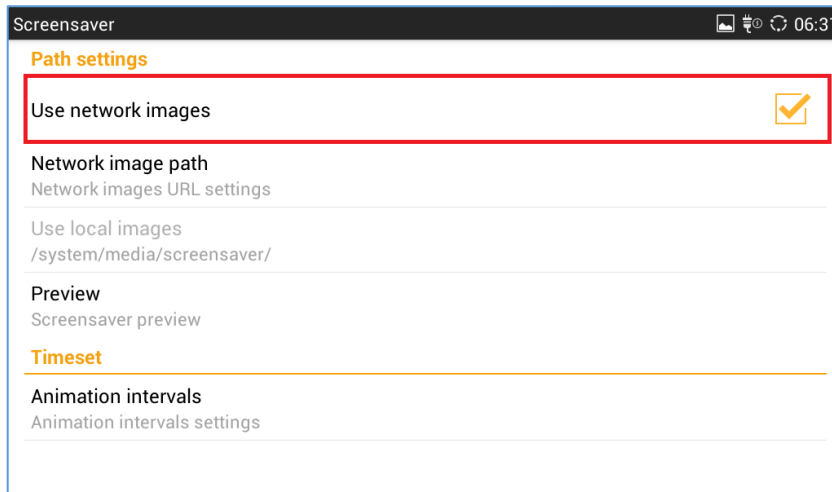 Screensaver 06:37
Path settings
Use network images
Network image path
Network images URL settings
Use local images
/system/media/screensaver/
Preview
Screensaver preview
Timeset
Animation intervals
Animation intervals settings